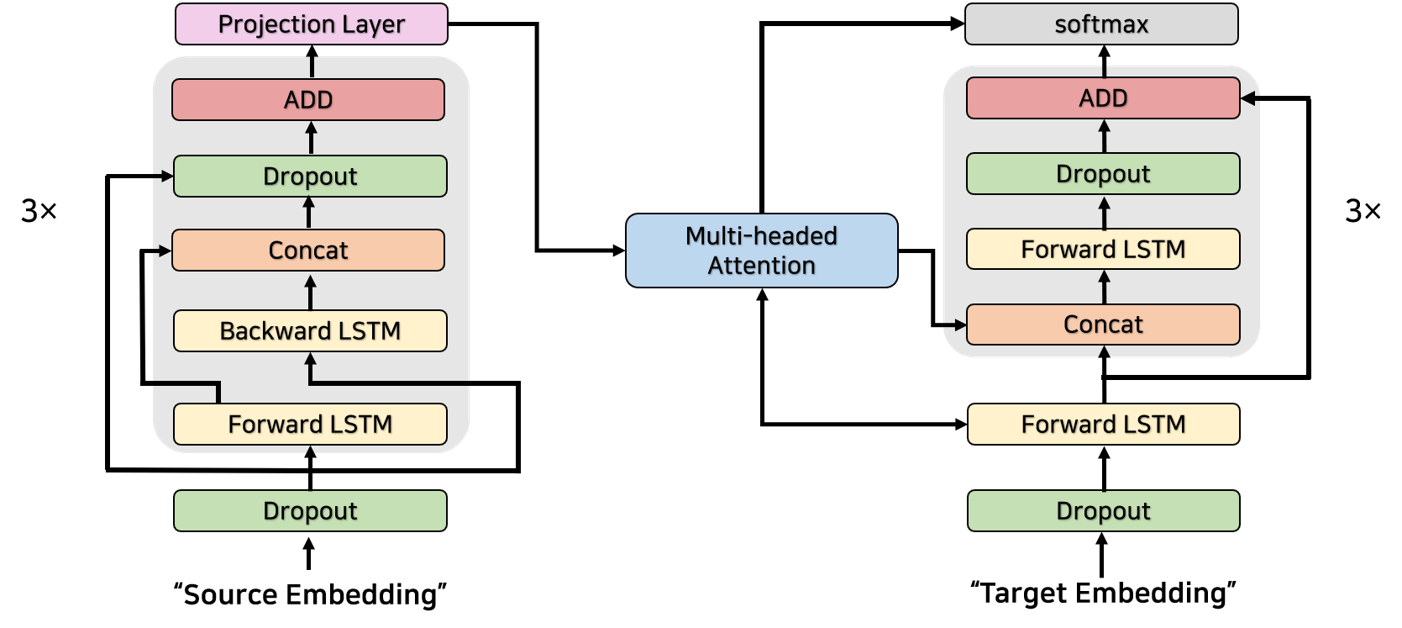 Projection Layer
ADD
Dropout
Concat
Backward LSTM
Forward LSTM
Dropout
“Source Embedding”
3×
Multi-headed
Attention
softmax
ADD
Dropout
Forward LSTM
Concat
Forward LSTM
Dropout
“Target Embedding”
3×